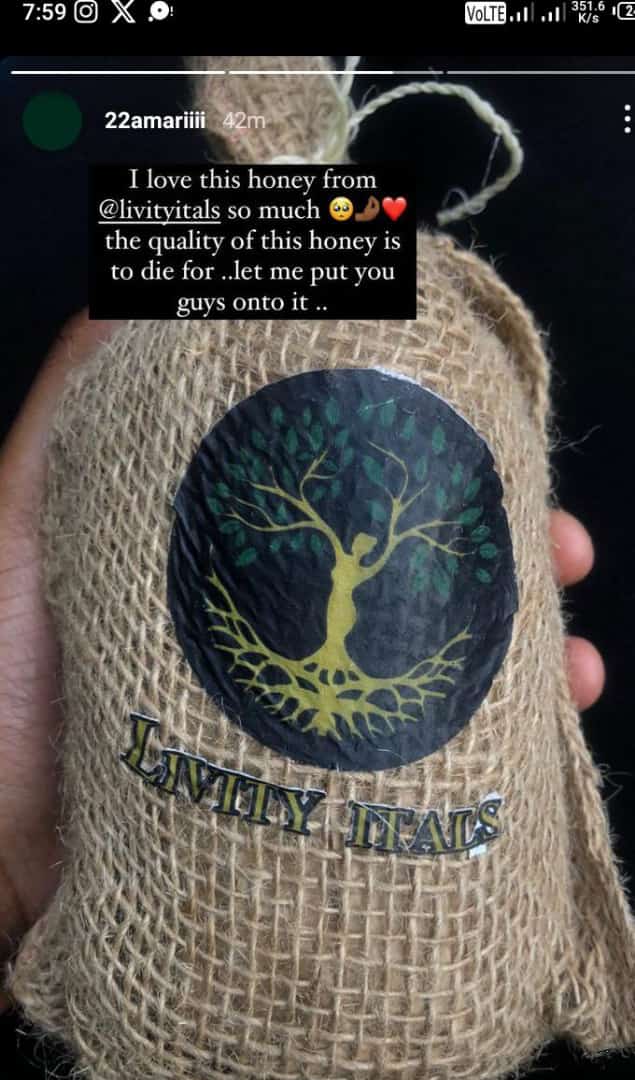 7:59
VoLTE
351.6
K/s
2
22amariiii 42m
I love this honey from
@livityitals so much 🥺🤌🏾❤️
the quality of this honey is
to die for ..let me put you
guys onto it ..
LIVITY ITALS